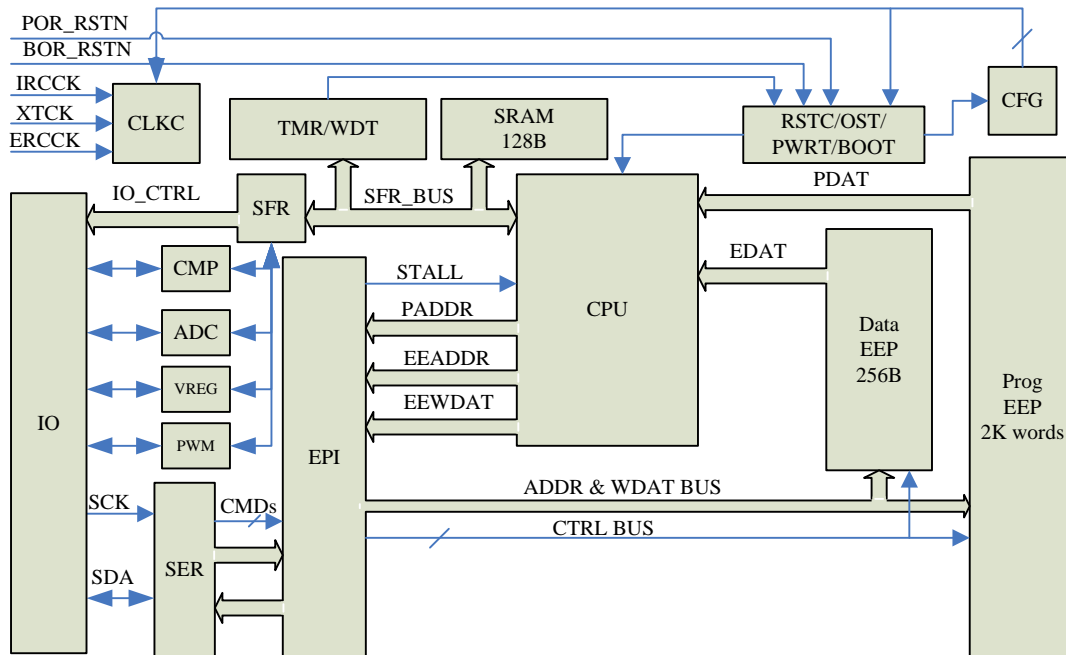 POR_RSTN
BOR_RSTN
IRCCK
XTCK
ERCCK
CLKC
TMR/WDT
SRAM
128B
RSTC/OST/
PWRT/BOOT
CFG
IO_CTRL
SFR
SFR_BUS
PDAT
EDAT
CMP
ADC
VREG
PWM
IO
STALL
PADDR
EEADDR
EEWDAT
CPU
EPI
Data
EEP
256B
Prog
EEP
2K words
ADDR & WDAT BUS
CTRL BUS
SCK
CMDs
SDA
SER